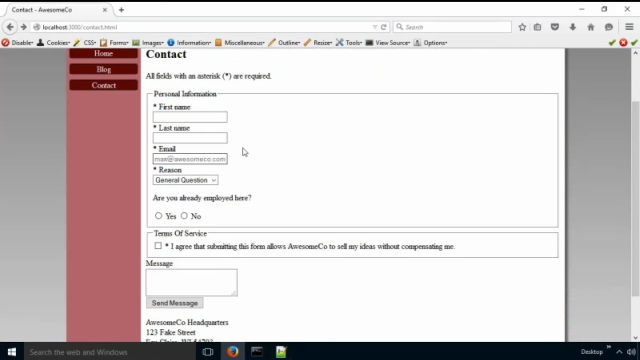 Contact - AwesomeCo
localhost:3000/contact.html
Search
Disable Cookies CSS Forms Images Information Miscellaneous Outline Resize Tools View Source Options
Home
Blog
Contact
Contact
All fields with an asterisk (*) are required.
Personal Information
* First name
* Last name
* Email
max@awesomeco.com
* Reason
General Question
Are you already employed here?
Yes No
Terms Of Service
* I agree that submitting this form allows AwesomeCo to sell my ideas without compensating me.
Message
Send Message
AwesomeCo Headquarters
123 Fake Street
Search the web and Windows
Desktop